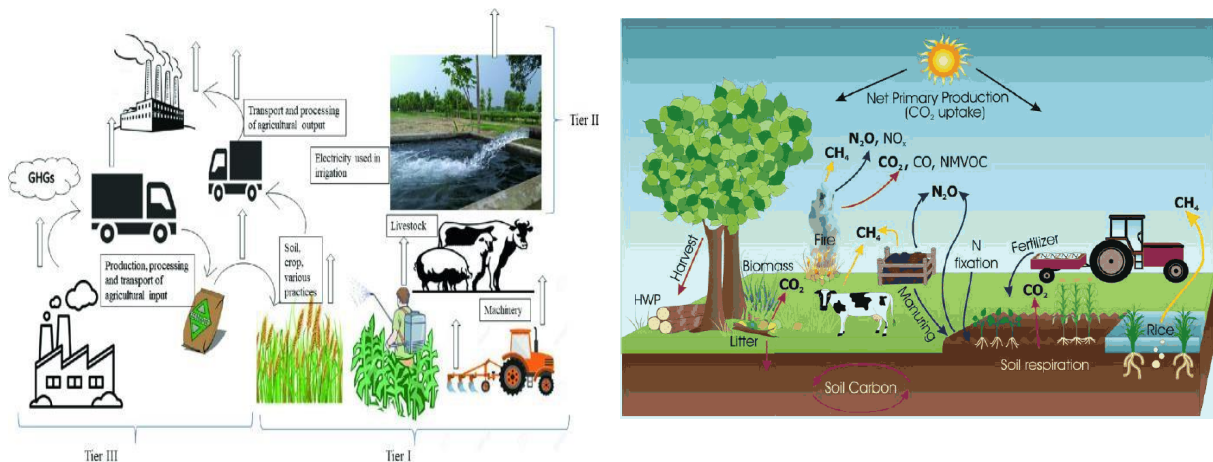 Transport and processing
of agricultural output
Tier II
Electricity used in
irrigation
GHGs
Livestock
Soil,
crop,
various
practices
Production, processing
and transport of
agricultural input
Machinery
Tier III
Tier I
Net Primary Production
(CO₂ uptake)
N₂O, NOₓ
CH₄
CO₂, CO, NMVOC
N₂O
CH₄
Harvest
Fire
CH₄
N
fixation
Fertilizer
Biomass
CO₂
CO₂
HWP
Manuring
Litter
Rice
Soil respiration
Soil Carbon